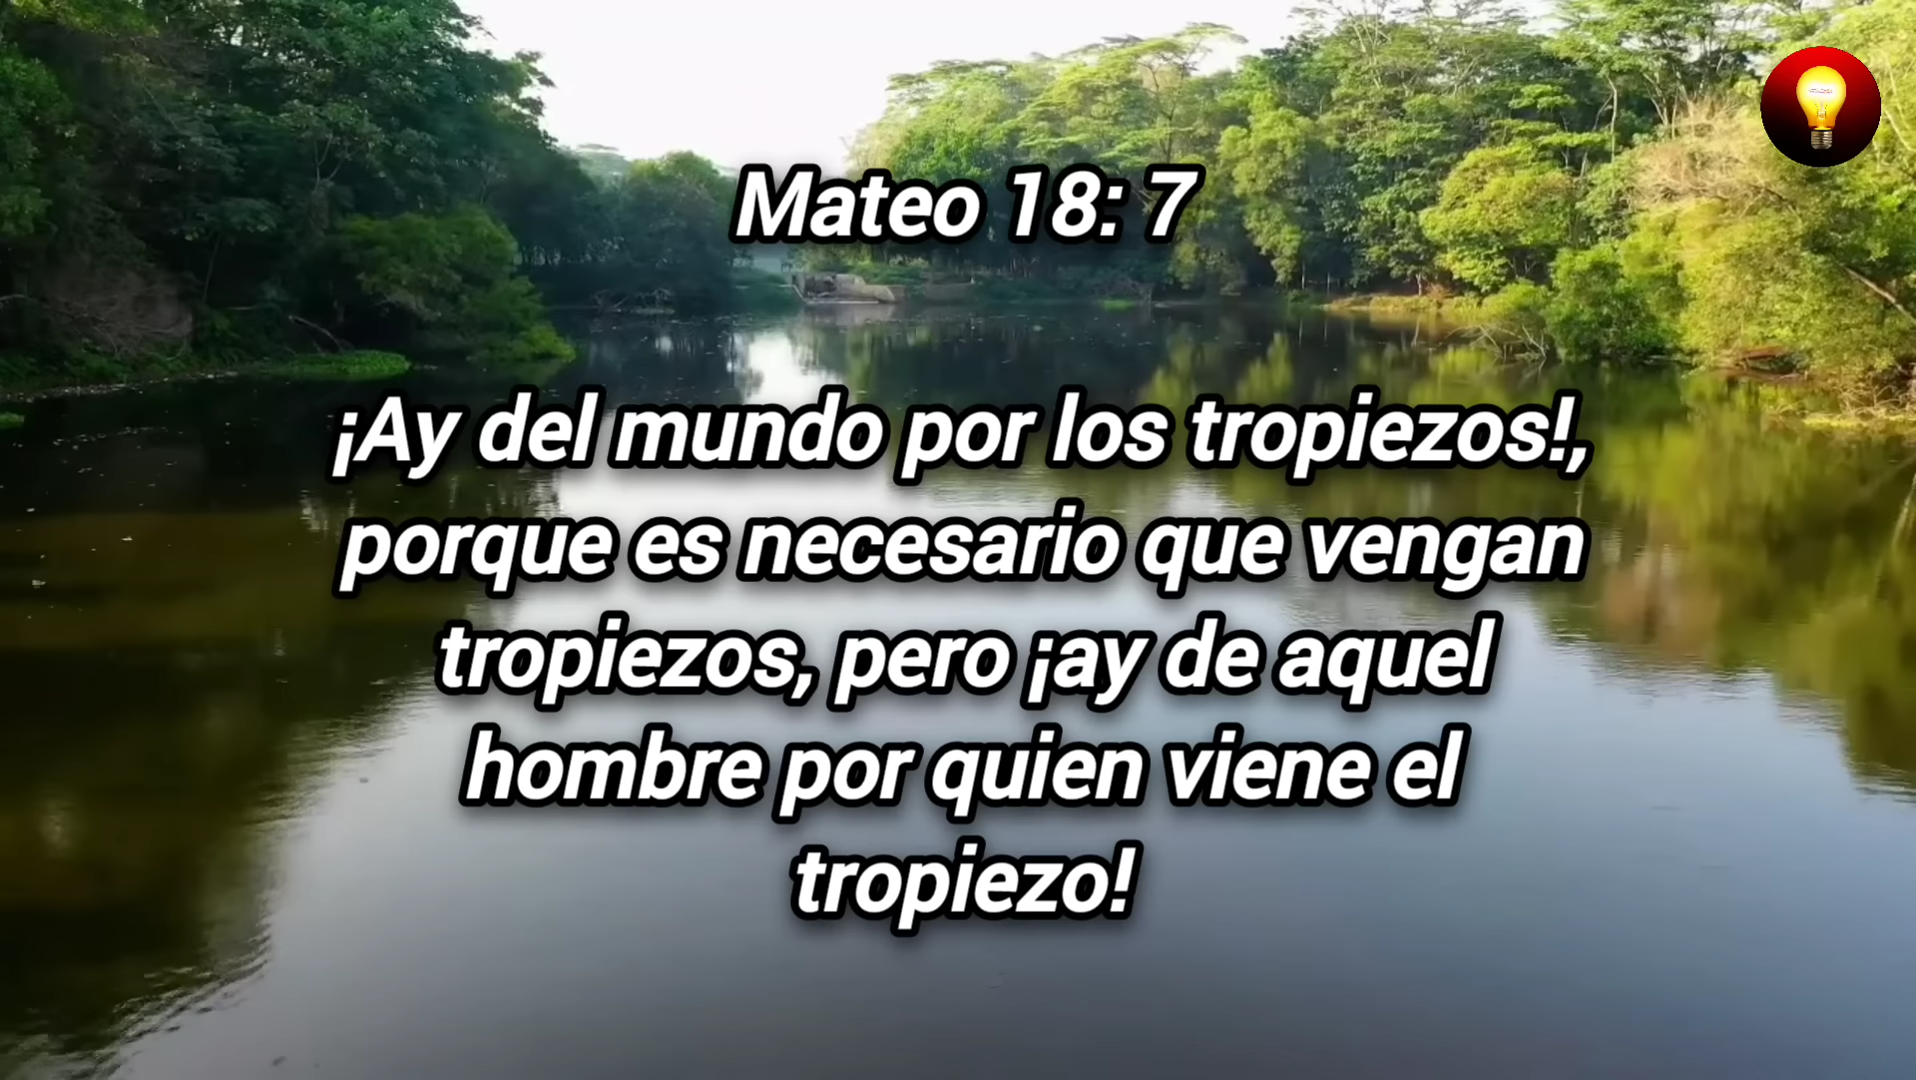 Mateo 18: 7
¡Ay del mundo por los tropiezos!,
porque es necesario que vengan
tropiezos, pero ¡ay de aquel
hombre por quien viene el
tropiezo!